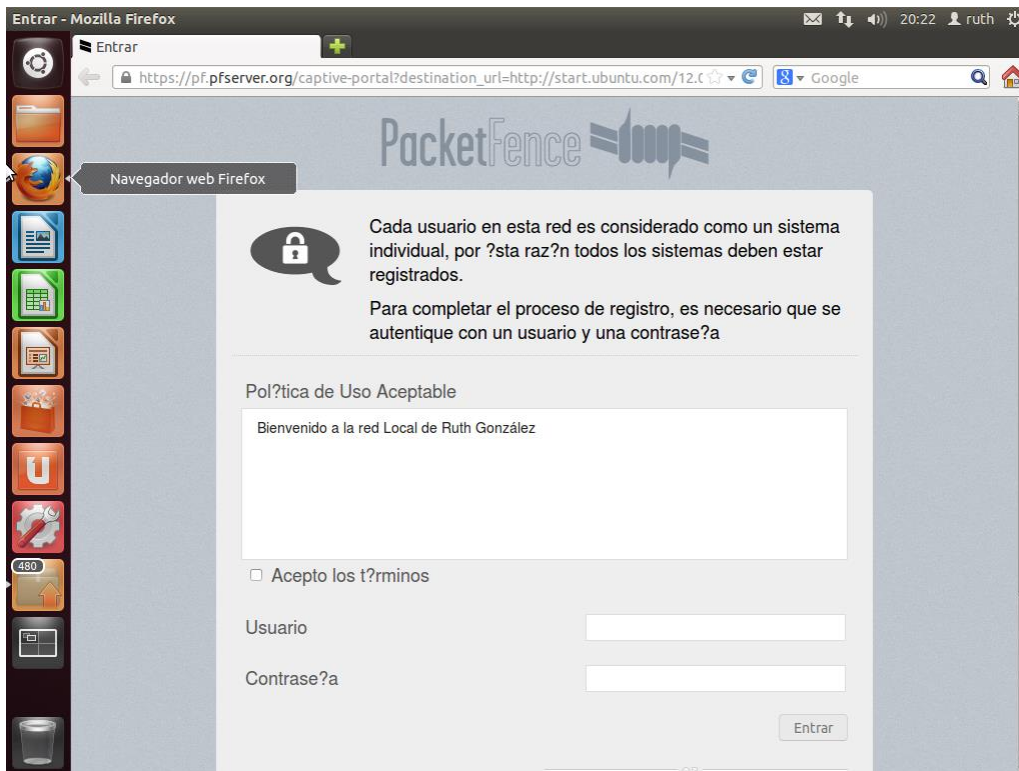 Entrar - Mozilla Firefox
20:22 ruth
Entrar
https://pf.pfserver.org/captive-portal?destination_url=http://start.ubuntu.com/12.0
Google
PacketFence
Navegador web Firefox
Cada usuario en esta red es considerado como un sistema
individual, por ?sta raz?n todos los sistemas deben estar
registrados.
Para completar el proceso de registro, es necesario que se
autentique con un usuario y una contrase?a
Pol?tica de Uso Aceptable
Bienvenido a la red Local de Ruth González
480
Acepto los t?rminos
Usuario
Contrase?a
Entrar